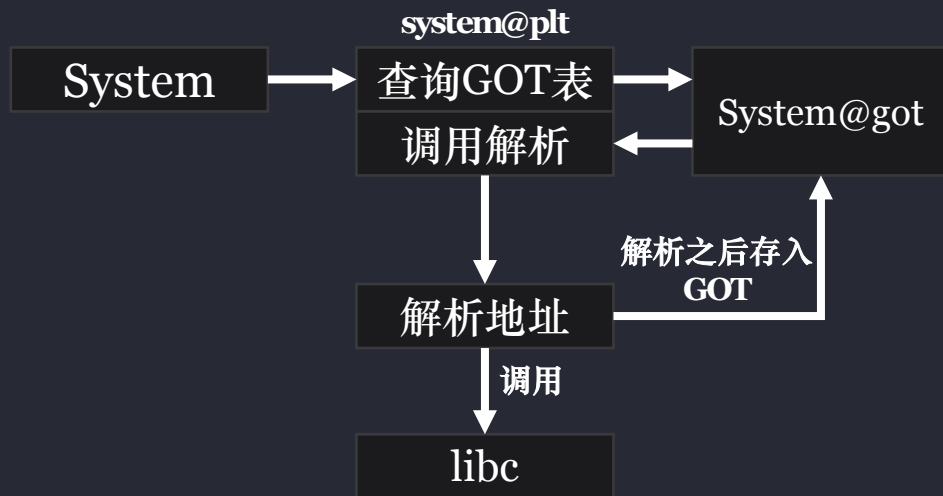 system@plt
System
查询GOT表
System@got
调用解析
解析之后存入
GOT
解析地址
调用
libc